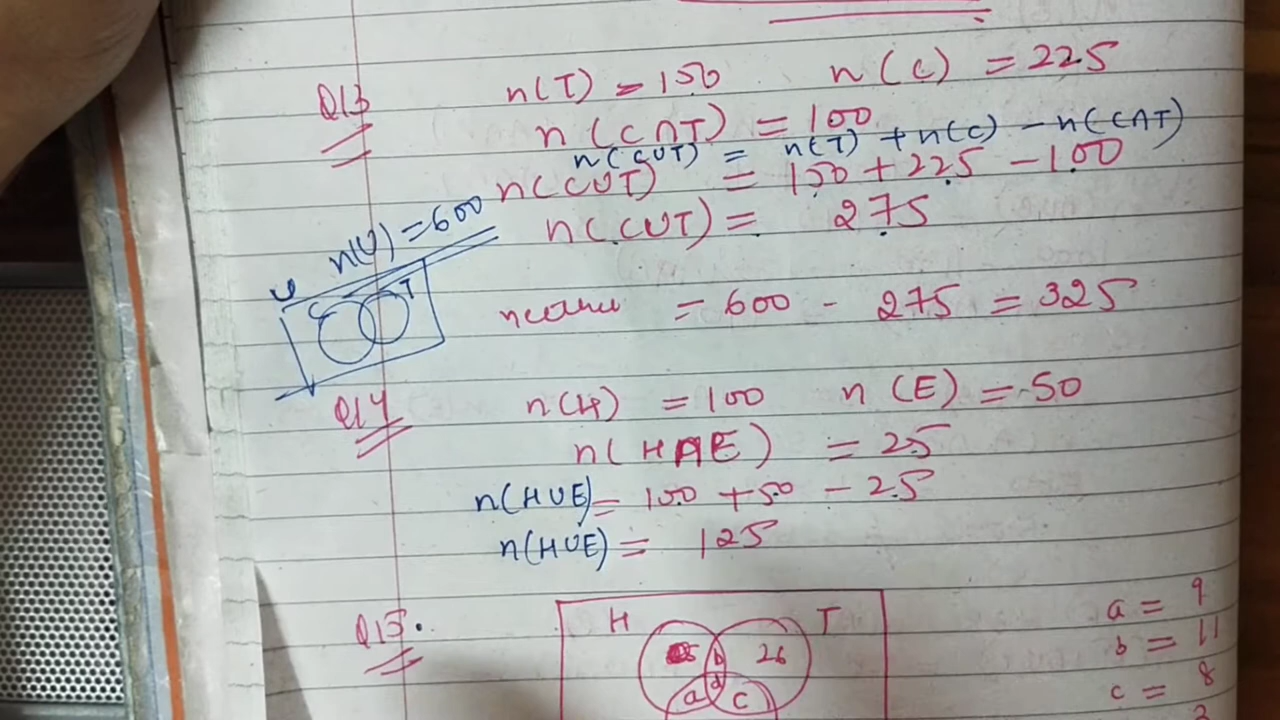 Q13 n(T) = 150 n(C) = 225
n(C∩T) = 100
n(C∪T) = n(T) + n(C) - n(C∩T)
n(C∪T) = 150 + 225 - 100
n(C∪T) = 275
n(U) = 600
U
C T
= 600 - 275 = 325
Q14 n(H) = 100 n(E) = 50
n(H∩E) = 25
n(H∪E) = 100 + 50 - 25
n(H∪E) = 125
Q15. H T
b 26
d
a c
a = 9
b = 11
c = 8